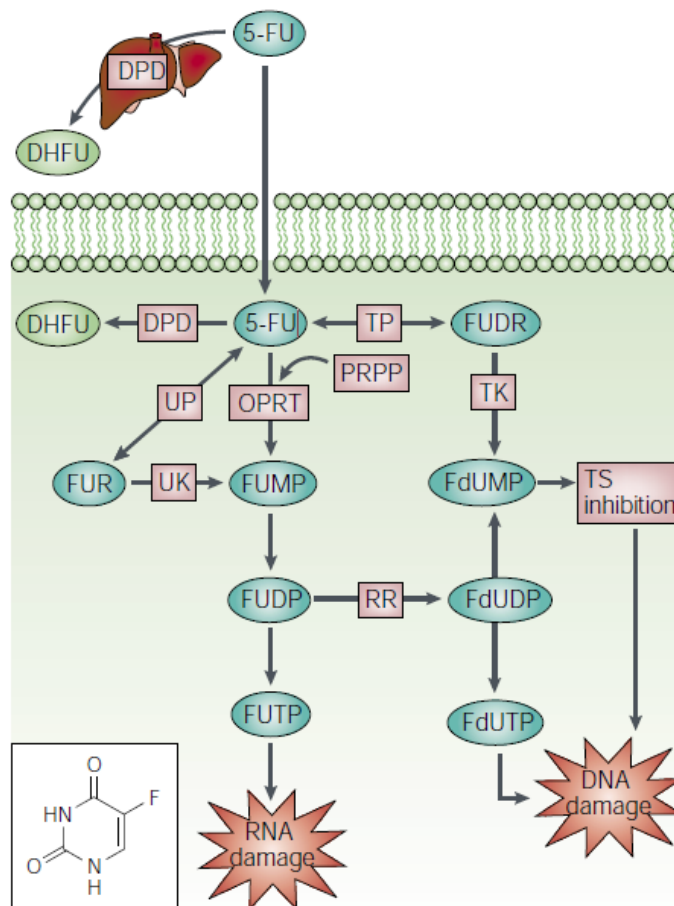 5-FU
DPD
DHFU
DHFU
DPD
5-FU
TP
FUDR
PRPP
UP
OPRT
TK
FUR
UK
FUMP
FdUMP
TS
inhibition
FUDP
RR
FdUDP
FUTP
FdUTP
O
F
HN
O
N
H
RNA
damage
DNA
damage